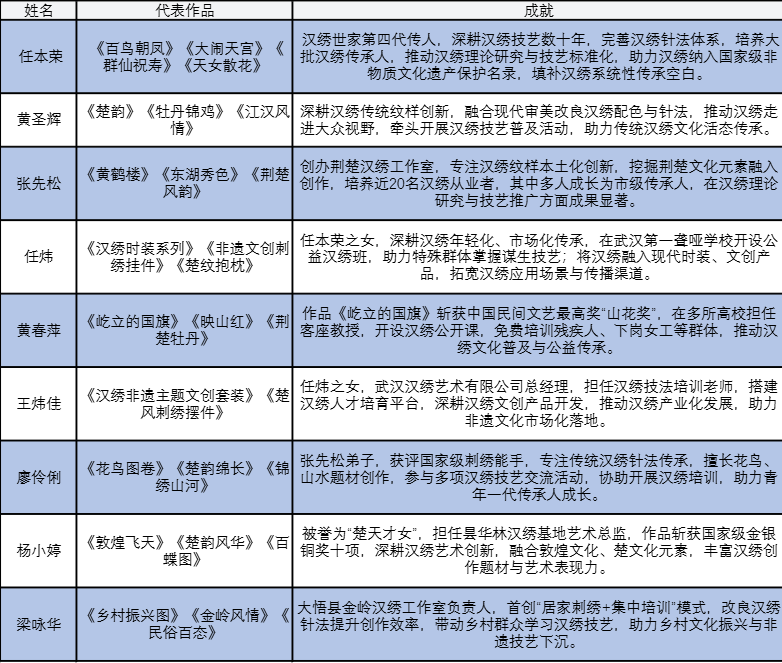 姓名 代表作品 成就
任本荣
《百鸟朝凤》《大闹天宫》《
群仙祝寿》《天女散花》
汉绣世家第四代传人，深耕汉绣技艺数十年，完善汉绣针法体系，培养大
批汉绣传承人，推动汉绣理论研究与技艺标准化，助力汉绣纳入国家级非
物质文化遗产保护名录，填补汉绣系统性传承空白。
黄圣辉
《楚韵》《牡丹锦鸡》《江汉风
情》
深耕汉绣传统纹样创新，融合现代审美改良汉绣配色与针法，推动汉绣走
进大众视野，牵头开展汉绣技艺普及活动，助力传统汉绣文化活态传承。
张先松
《黄鹤楼》《东湖秀色》《荆楚
风韵》
创办荆楚汉绣工作室，专注汉绣纹样本土化创新，挖掘荆楚文化元素融入
创作，培养近20名汉绣从业者，其中多人成长为市级传承人，在汉绣理论
研究与技艺推广方面成果显著。
任炜
《汉绣时装系列》《非遗文创刺
绣挂件》《楚纹抱枕》
任本荣之女，深耕汉绣年轻化、市场化传承，在武汉第一聋哑学校开设公
益汉绣班，助力特殊群体掌握谋生技艺；将汉绣融入现代时装、文创产
品，拓宽汉绣应用场景与传播渠道。
黄春萍
《屹立的国旗》《映山红》《荆
楚牡丹》
作品《屹立的国旗》斩获中国民间文艺最高奖“山花奖”，在多所高校担任
客座教授，开设汉绣公开课，免费培训残疾人、下岗女工等群体，推动汉
绣文化普及与公益传承。
王炜佳
《汉绣非遗主题文创套装》《楚
风刺绣摆件》
任炜之女，武汉汉绣艺术有限公司总经理，担任汉绣技法培训老师，搭建
汉绣人才培育平台，深耕汉绣文创产品开发，推动汉绣产业化发展，助力
非遗文化市场化落地。
廖伶俐
《花鸟图卷》《楚韵绵长》《锦
绣山河》
张先松弟子，获评国家级刺绣能手，专注传统汉绣针法传承，擅长花鸟、
山水题材创作，参与多项汉绣技艺交流活动，协助开展汉绣培训，助力青
年一代传承人成长。
杨小婷
《敦煌飞天》《楚韵风华》《百
蝶图》
被誉为“楚天才女”，担任昙华林汉绣基地艺术总监，作品斩获国家级金银
铜奖十项，深耕汉绣艺术创新，融合敦煌文化、楚文化元素，丰富汉绣创
作题材与艺术表现力。
梁咏华
《乡村振兴图》《金岭风情》《
民俗百态》
大悟县金岭汉绣工作室负责人，首创“居家刺绣+集中培训”模式，改良汉绣
针法提升创作效率，带动乡村群众学习汉绣技艺，助力乡村文化振兴与非
遗技艺下沉。